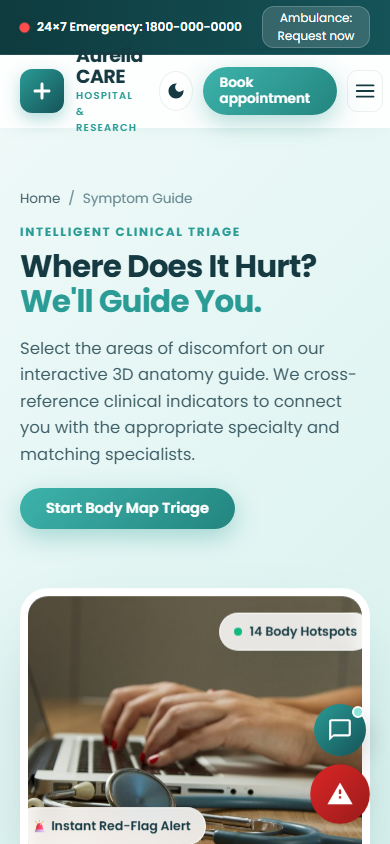 24×7 Emergency: 1800-000-0000
Ambulance:
Request now
Aurelia
CARE
HOSPITAL
&
RESEARCH
Book
appointment
Home / Symptom Guide
INTELLIGENT CLINICAL TRIAGE
Where Does It Hurt?
We'll Guide You.
Select the areas of discomfort on our
interactive 3D anatomy guide. We cross-
reference clinical indicators to connect
you with the appropriate specialty and
matching specialists.
Start Body Map Triage
14 Body Hotspots
Instant Red-Flag Alert